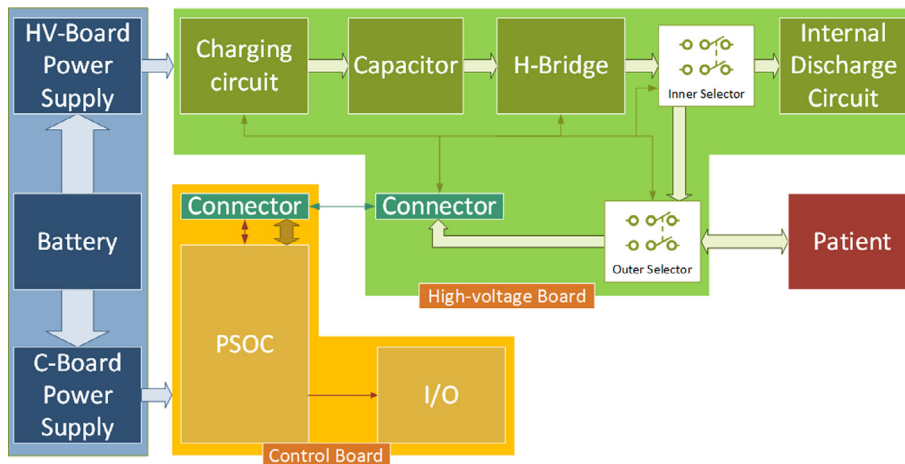 HV-Board
Power
Supply
Charging
circuit
Capacitor
H-Bridge
Inner Selector
Internal
Discharge
Circuit
Battery
Connector
Connector
Outer Selector
Patient
High-voltage Board
PSOC
C-Board
Power
Supply
I/O
Control Board